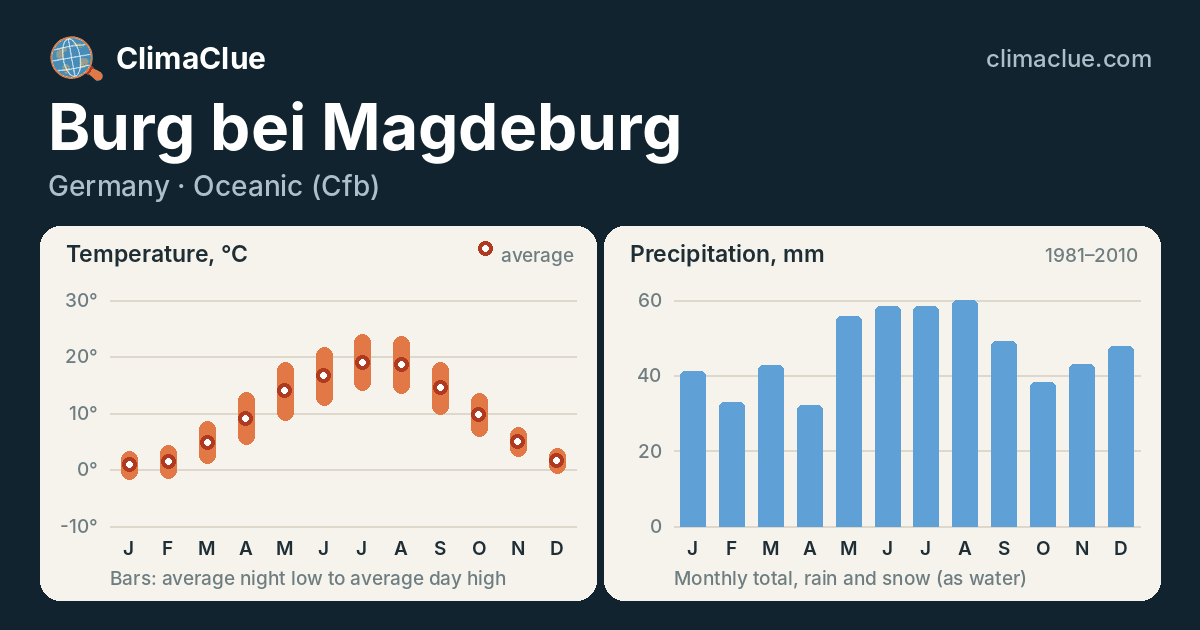 ClimaClue
climaclue.com
Burg bei Magdeburg
Germany · Oceanic (Cfb)
Temperature, °C
average
30°
20°
10°
0°
-10°
J F M A M J J A S O N D
Bars: average night low to average day high
Precipitation, mm
1981–2010
60
40
20
0
J F M A M J J A S O N D
Monthly total, rain and snow (as water)